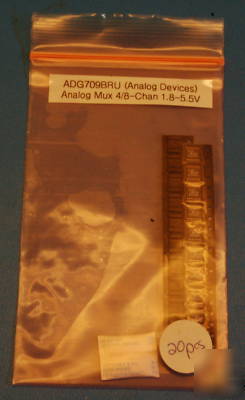 ADG709BRU (Analog Devices)
Analog Mux 4/8-Chan 1.8-5.5V
20pcs